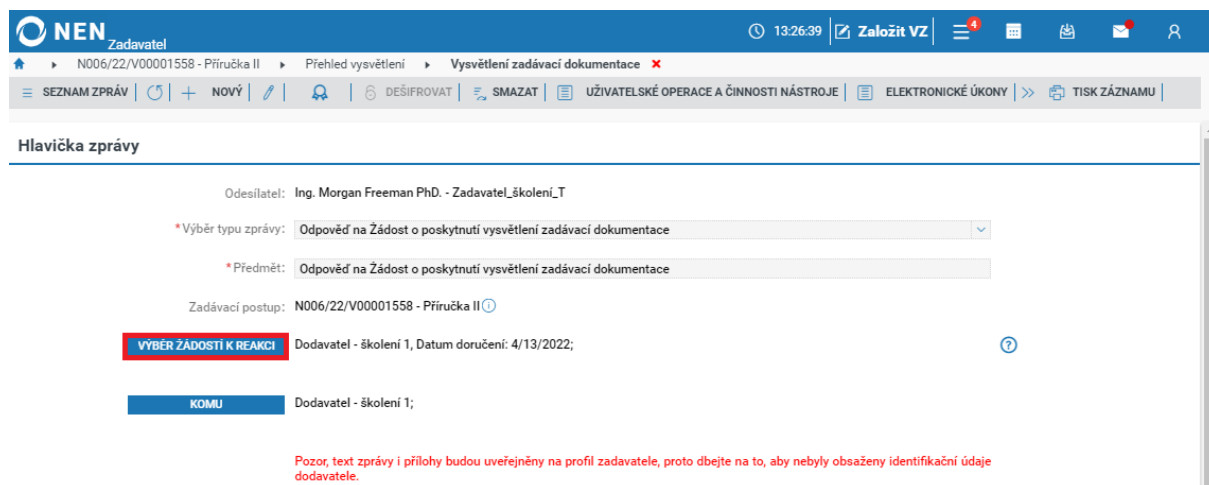 NEN Zadavatel
13:26:39 Založit VZ 4
N006/22/V00001558 - Příručka II Přehled vysvětlení Vysvětlení zadávací dokumentace
SEZNAM ZPRÁV NOVÝ DEŠIFROVAT SMAZAT UŽIVATELSKÉ OPERACE A ČINNOSTI NÁSTROJE ELEKTRONICKÉ ÚKONY TISK ZÁZNAMU
Hlavička zprávy
Odesílatel: Ing. Morgan Freeman PhD. - Zadavatel_školení_T
*Výběr typu zprávy: Odpověď na Žádost o poskytnutí vysvětlení zadávací dokumentace
*Předmět: Odpověď na Žádost o poskytnutí vysvětlení zadávací dokumentace
Zadávací postup: N006/22/V00001558 - Příručka II
VÝBĚR ŽÁDOSTÍ K REAKCI Dodavatel - školení 1, Datum doručení: 4/13/2022;
KOMU Dodavatel - školení 1;
Pozor, text zprávy i přílohy budou uveřejněny na profil zadavatele, proto dbejte na to, aby nebyly obsaženy identifikační údaje
dodavatele.